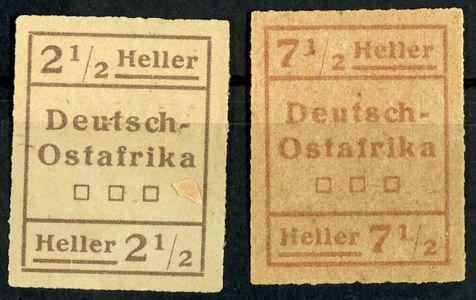 2 1/2 Heller
Deutsch-
Ostafrika
Heller 2 1/2
7 1/2 Heller
Deutsch-
Ostafrika
Heller 7 1/2